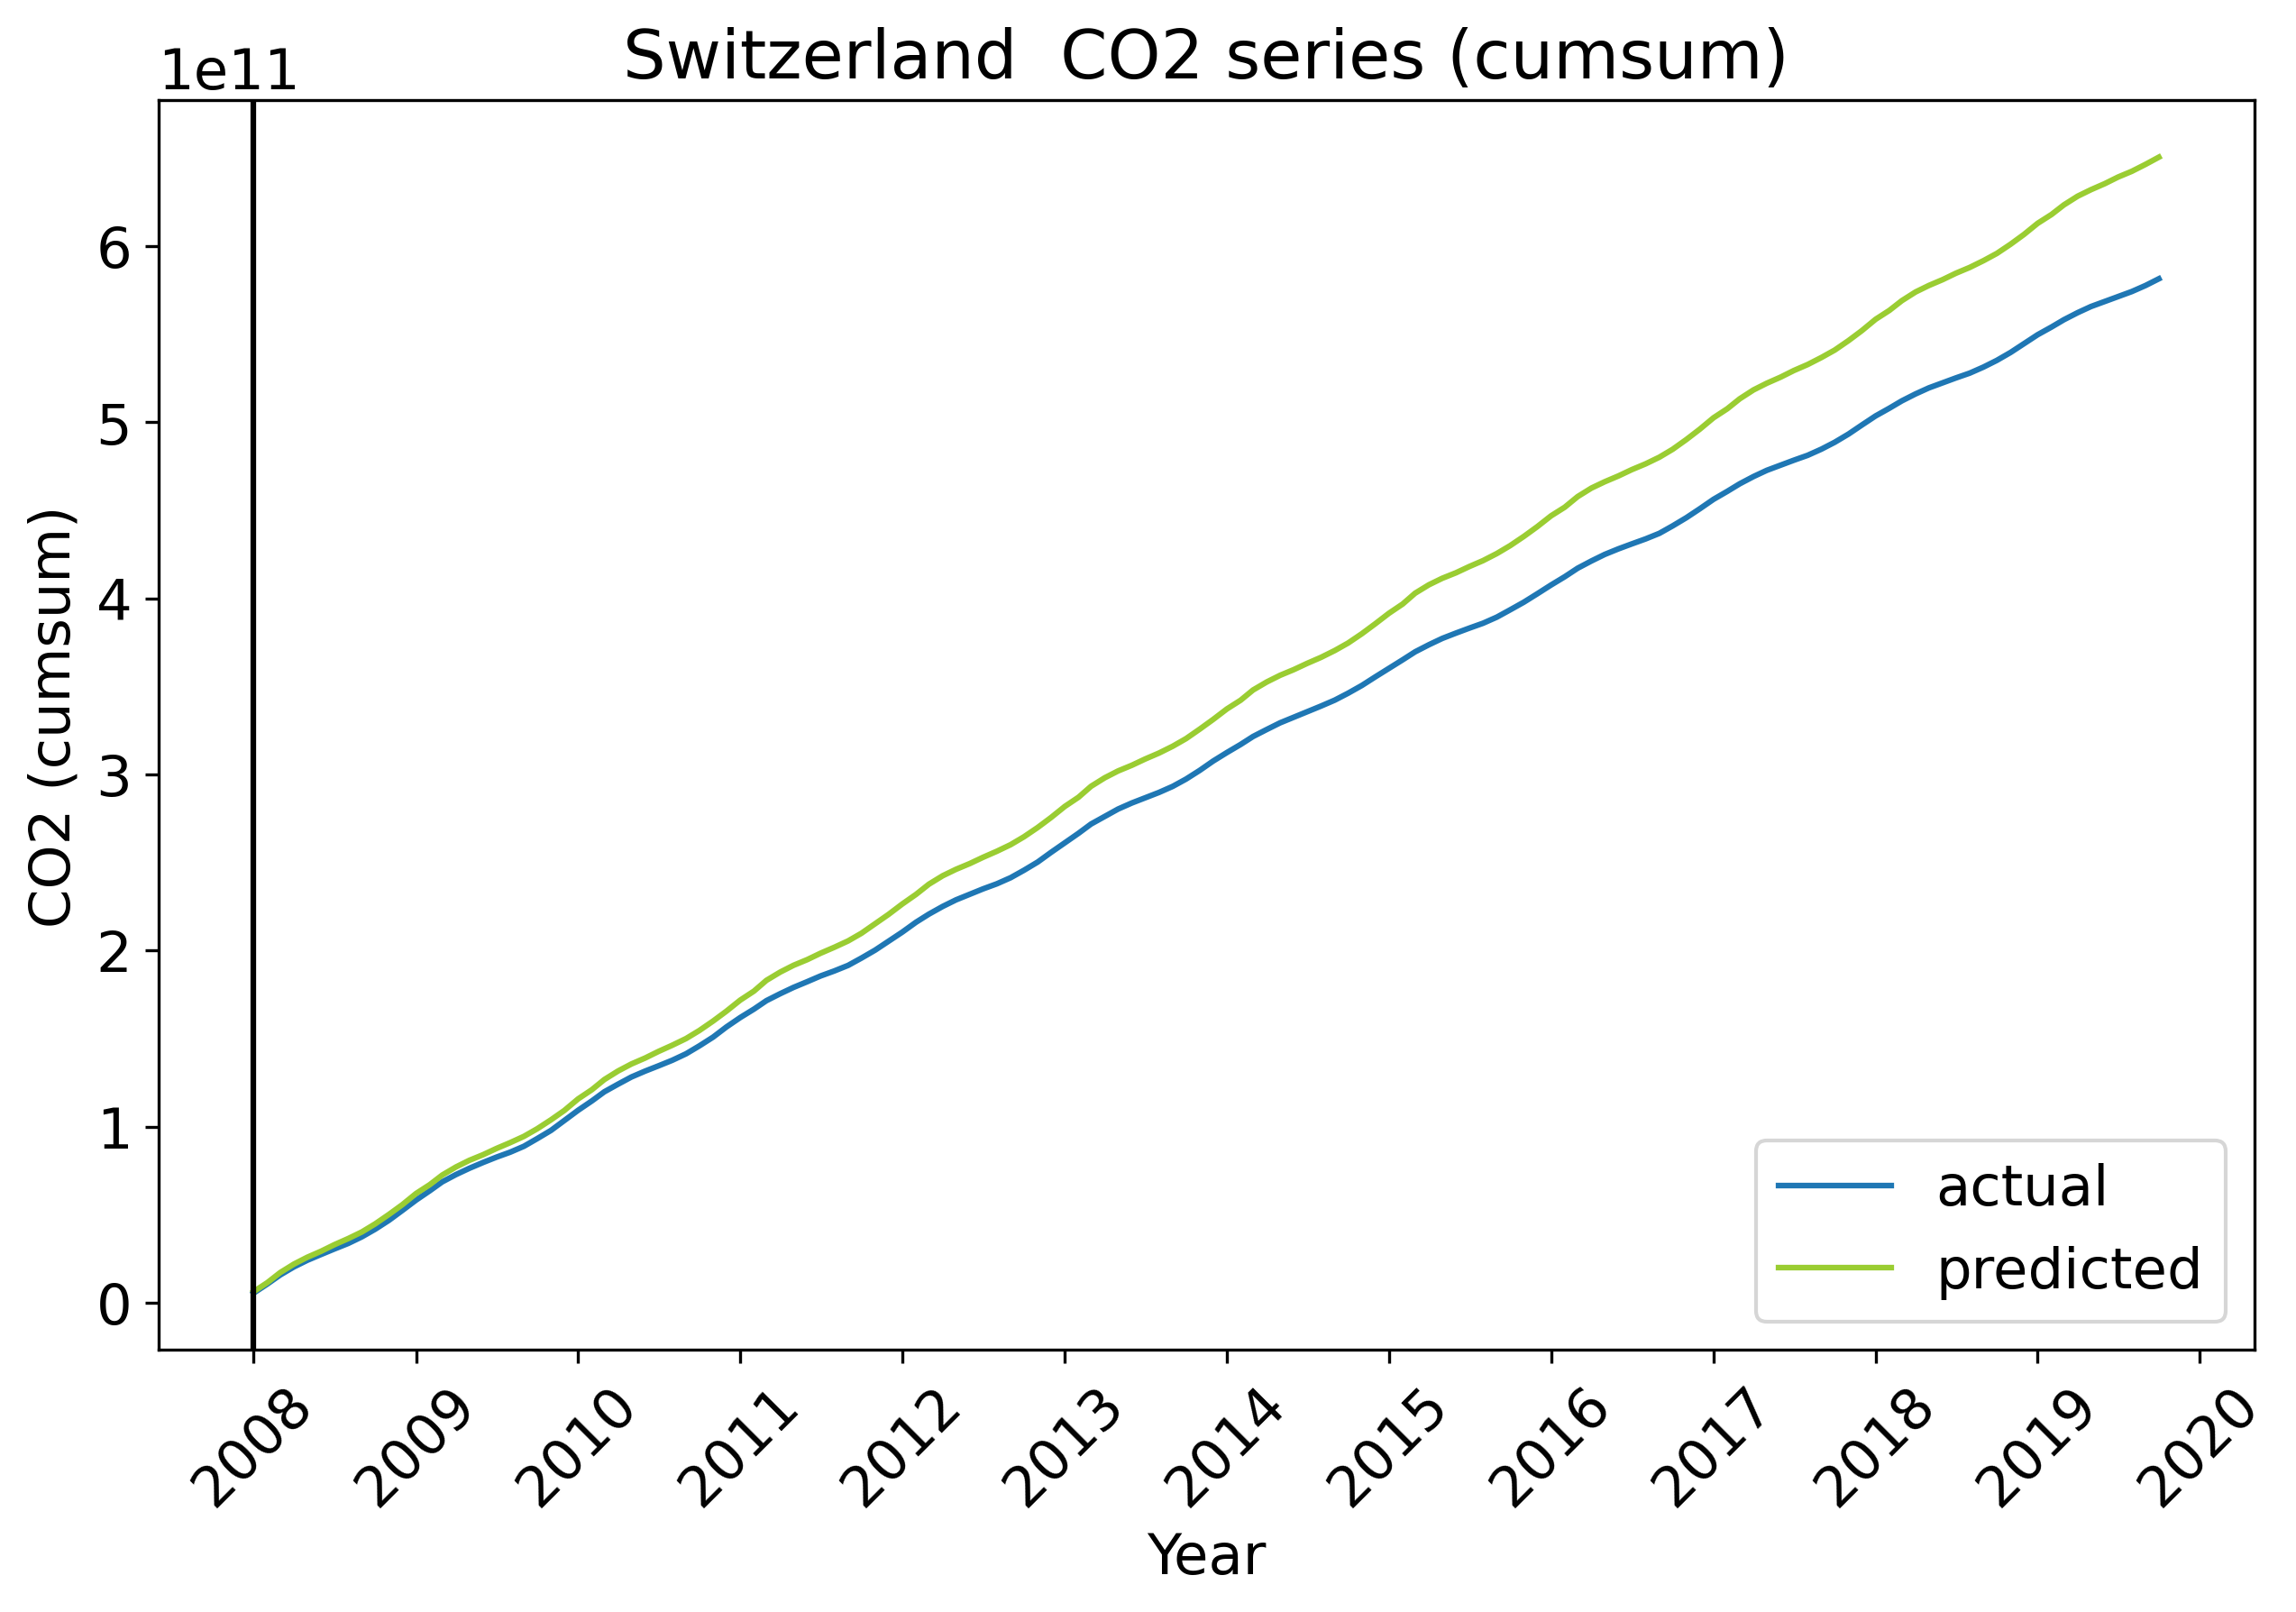 Switzerland  CO2 series (cumsum)
1e11
CO2 (cumsum)
6
5
4
3
2
1
0
actual
predicted
2008 2009 2010 2011 2012 2013 2014 2015 2016 2017 2018 2019 2020
Year